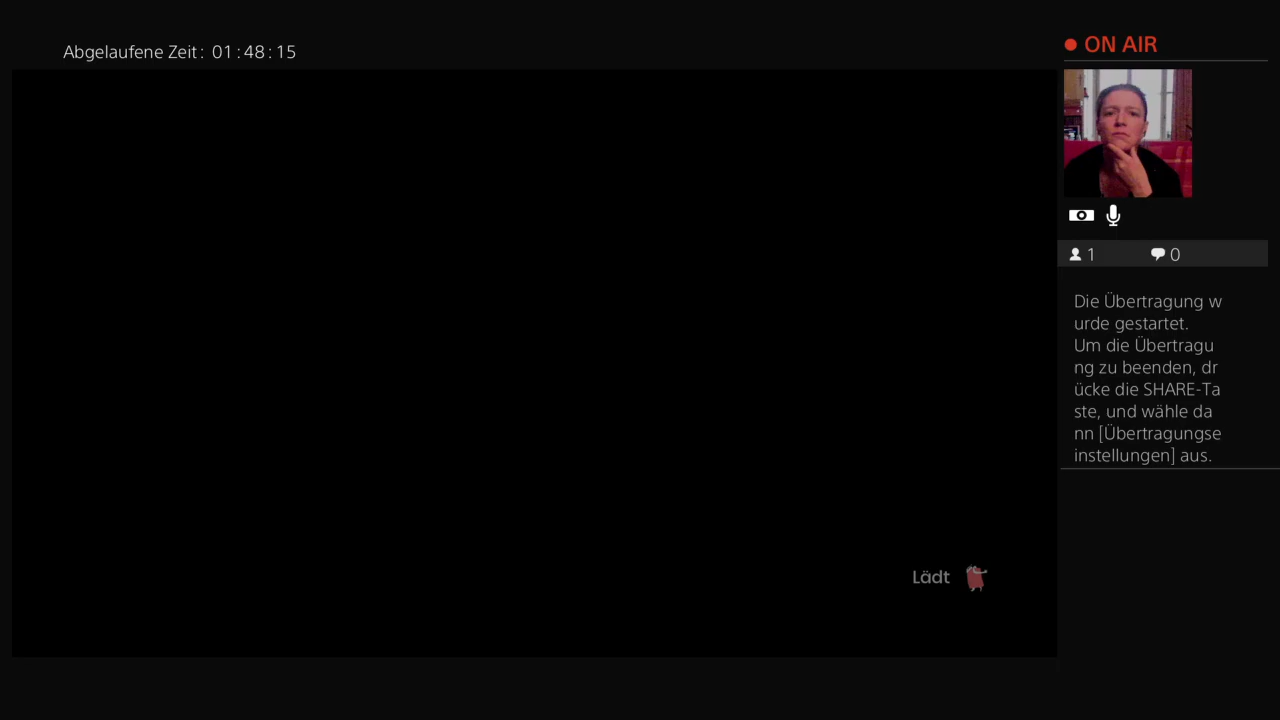 Abgelaufene Zeit: 01:48:15
ON AIR
1 0
Die Übertragung w
urde gestartet.
Um die Übertragu
ng zu beenden, dr
ücke die SHARE-Ta
ste, und wähle da
nn [Übertragungse
instellungen] aus.
Lädt